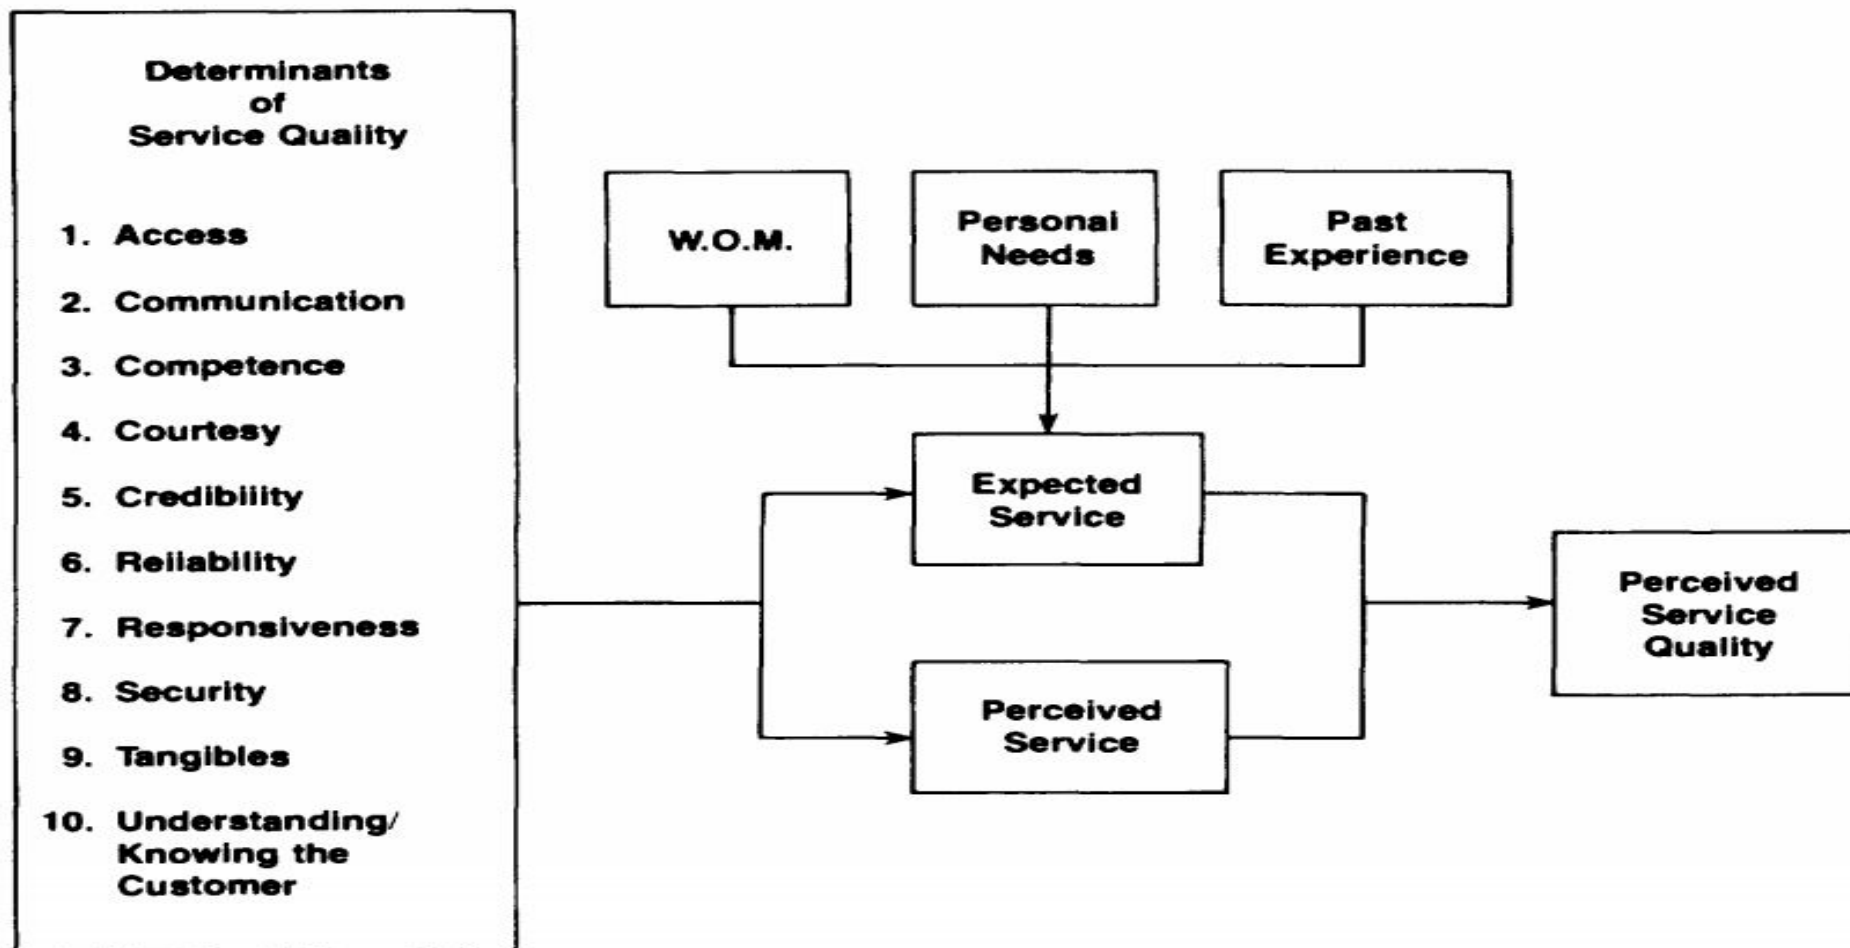 Determinants
of
Service Quality
1. Access
2. Communication
3. Competence
4. Courtesy
5. Credibility
6. Reliability
7. Responsiveness
8. Security
9. Tangibles
10. Understanding/
Knowing the
Customer
W.O.M.
Personal
Needs
Past
Experience
Expected
Service
Perceived
Service
Perceived
Service
Quality